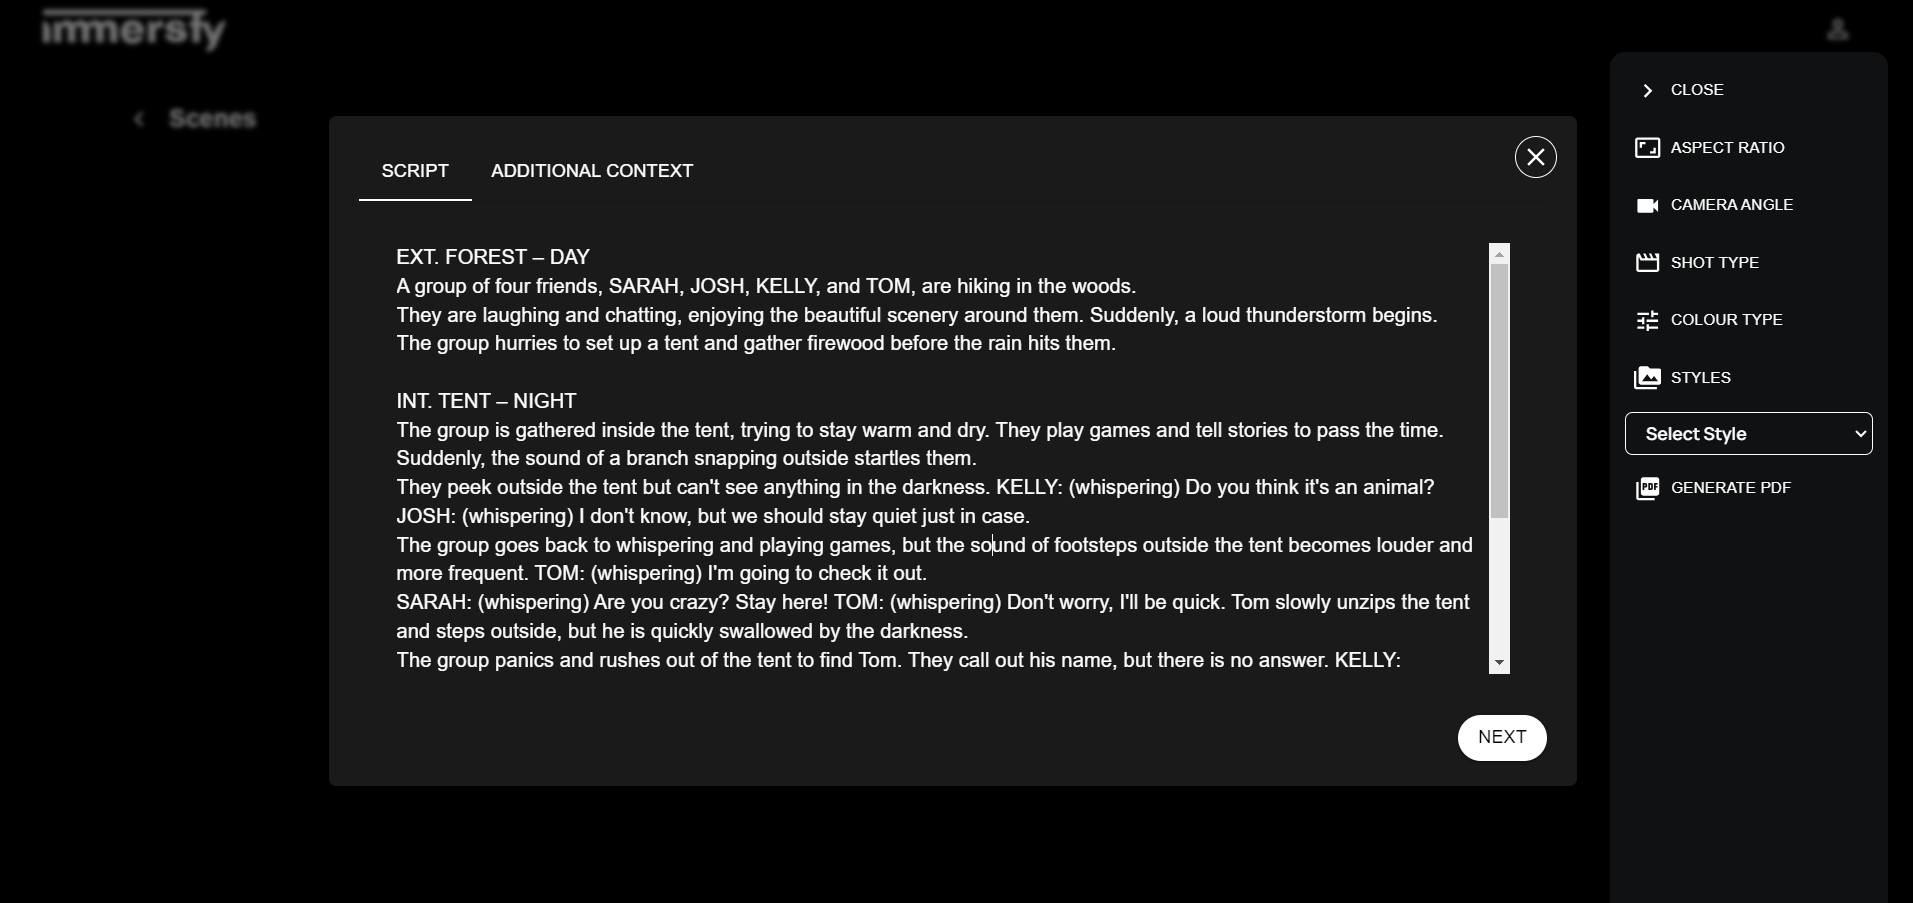 immersfy
Scenes
SCRIPT
ADDITIONAL CONTEXT
EXT. FOREST – DAY
A group of four friends, SARAH, JOSH, KELLY, and TOM, are hiking in the woods.
They are laughing and chatting, enjoying the beautiful scenery around them. Suddenly, a loud thunderstorm begins.
The group hurries to set up a tent and gather firewood before the rain hits them.
INT. TENT – NIGHT
The group is gathered inside the tent, trying to stay warm and dry. They play games and tell stories to pass the time.
Suddenly, the sound of a branch snapping outside startles them.
They peek outside the tent but can't see anything in the darkness. KELLY: (whispering) Do you think it's an animal?
JOSH: (whispering) I don't know, but we should stay quiet just in case.
The group goes back to whispering and playing games, but the sound of footsteps outside the tent becomes louder and
more frequent. TOM: (whispering) I'm going to check it out.
SARAH: (whispering) Are you crazy? Stay here! TOM: (whispering) Don't worry, I'll be quick. Tom slowly unzips the tent
and steps outside, but he is quickly swallowed by the darkness.
The group panics and rushes out of the tent to find Tom. They call out his name, but there is no answer. KELLY:
NEXT
CLOSE
ASPECT RATIO
CAMERA ANGLE
SHOT TYPE
COLOUR TYPE
STYLES
Select Style
PDF
GENERATE PDF